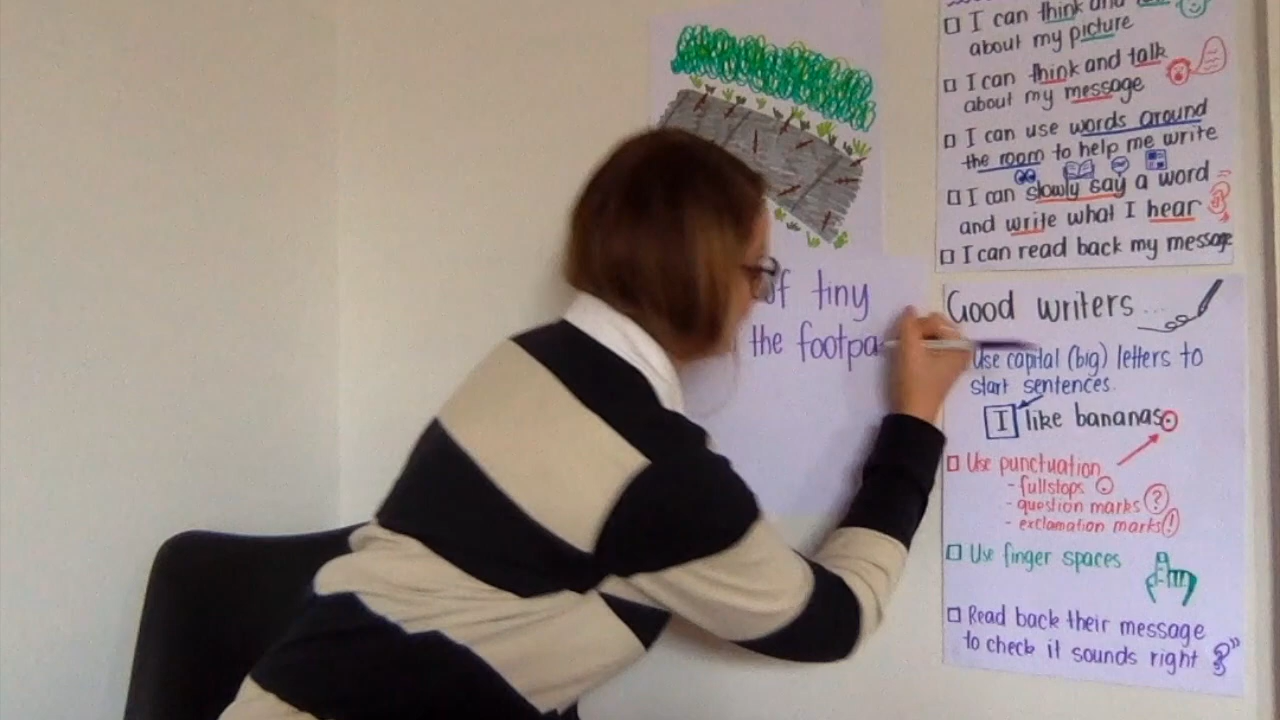 I can think and
about my picture
I can think and talk
about my message
I can use words around
the room to help me write
I can slowly say a word
and write what I hear
I can read back my message
of tiny
the footpa
Good writers...
Use capital (big) letters to
start sentences.
I like bananas.
Use punctuation
- fullstops .
- question marks ?
- exclamation marks !
Use finger spaces
Read back their message
to check it sounds right